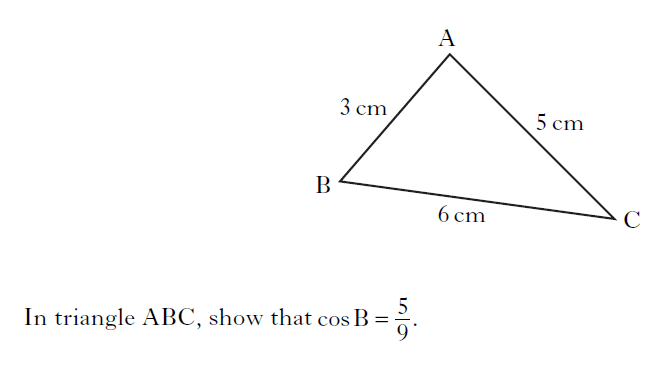 A
3 cm
5 cm
B
6 cm
C
In triangle ABC, show that cos B = 5/9.